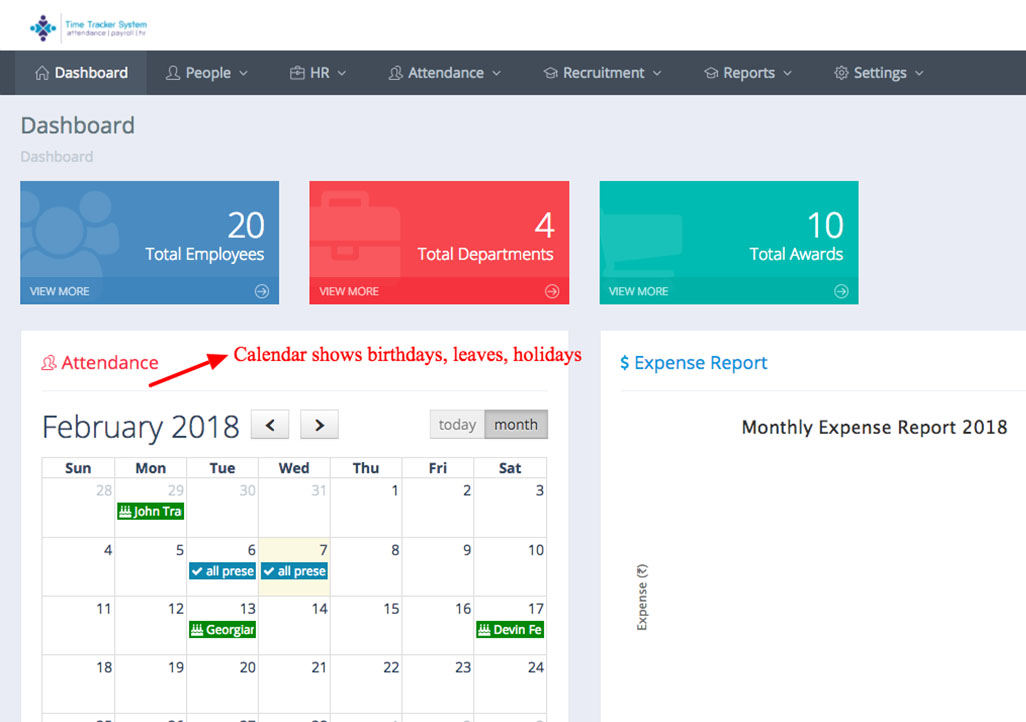 Time Tracker System
attendance | payroll | hr
Dashboard People HR Attendance Recruitment Reports Settings
Dashboard
Dashboard
20
Total Employees
VIEW MORE
4
Total Departments
VIEW MORE
10
Total Awards
VIEW MORE
Attendance
Calendar shows birthdays, leaves, holidays
February 2018 < > today month
Sun Mon Tue Wed Thu Fri Sat
28 29 30 31 1 2 3
John Tra
4 5 6 7 8 9 10
all prese all prese
11 12 13 14 15 16 17
Georgian Devin Fe
18 19 20 21 22 23 24
$ Expense Report
Monthly Expense Report 2018
Expense (₹)